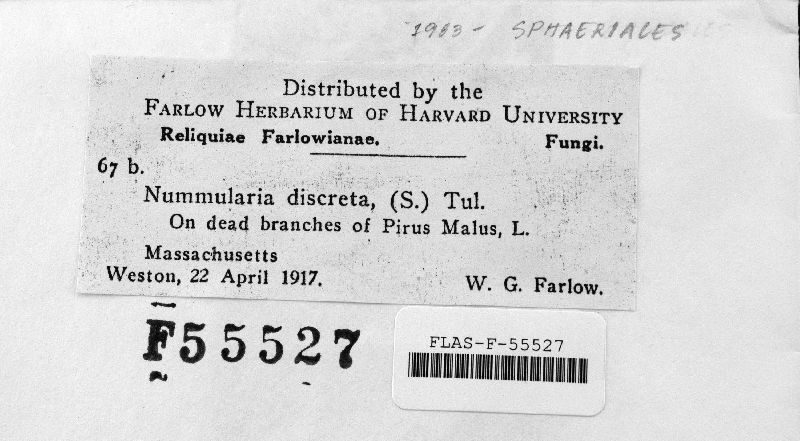 1963 - SPHAERIALES
Distributed by the
FARLOW HERBARIUM OF HARVARD UNIVERSITY
Reliquiae Farlowianae. Fungi.
67 b.
Nummularia discreta, (S.) Tul.
On dead branches of Pirus Malus, L.
Massachusetts
Weston, 22 April 1917. W. G. Farlow.
F55527
FLAS-F-55527